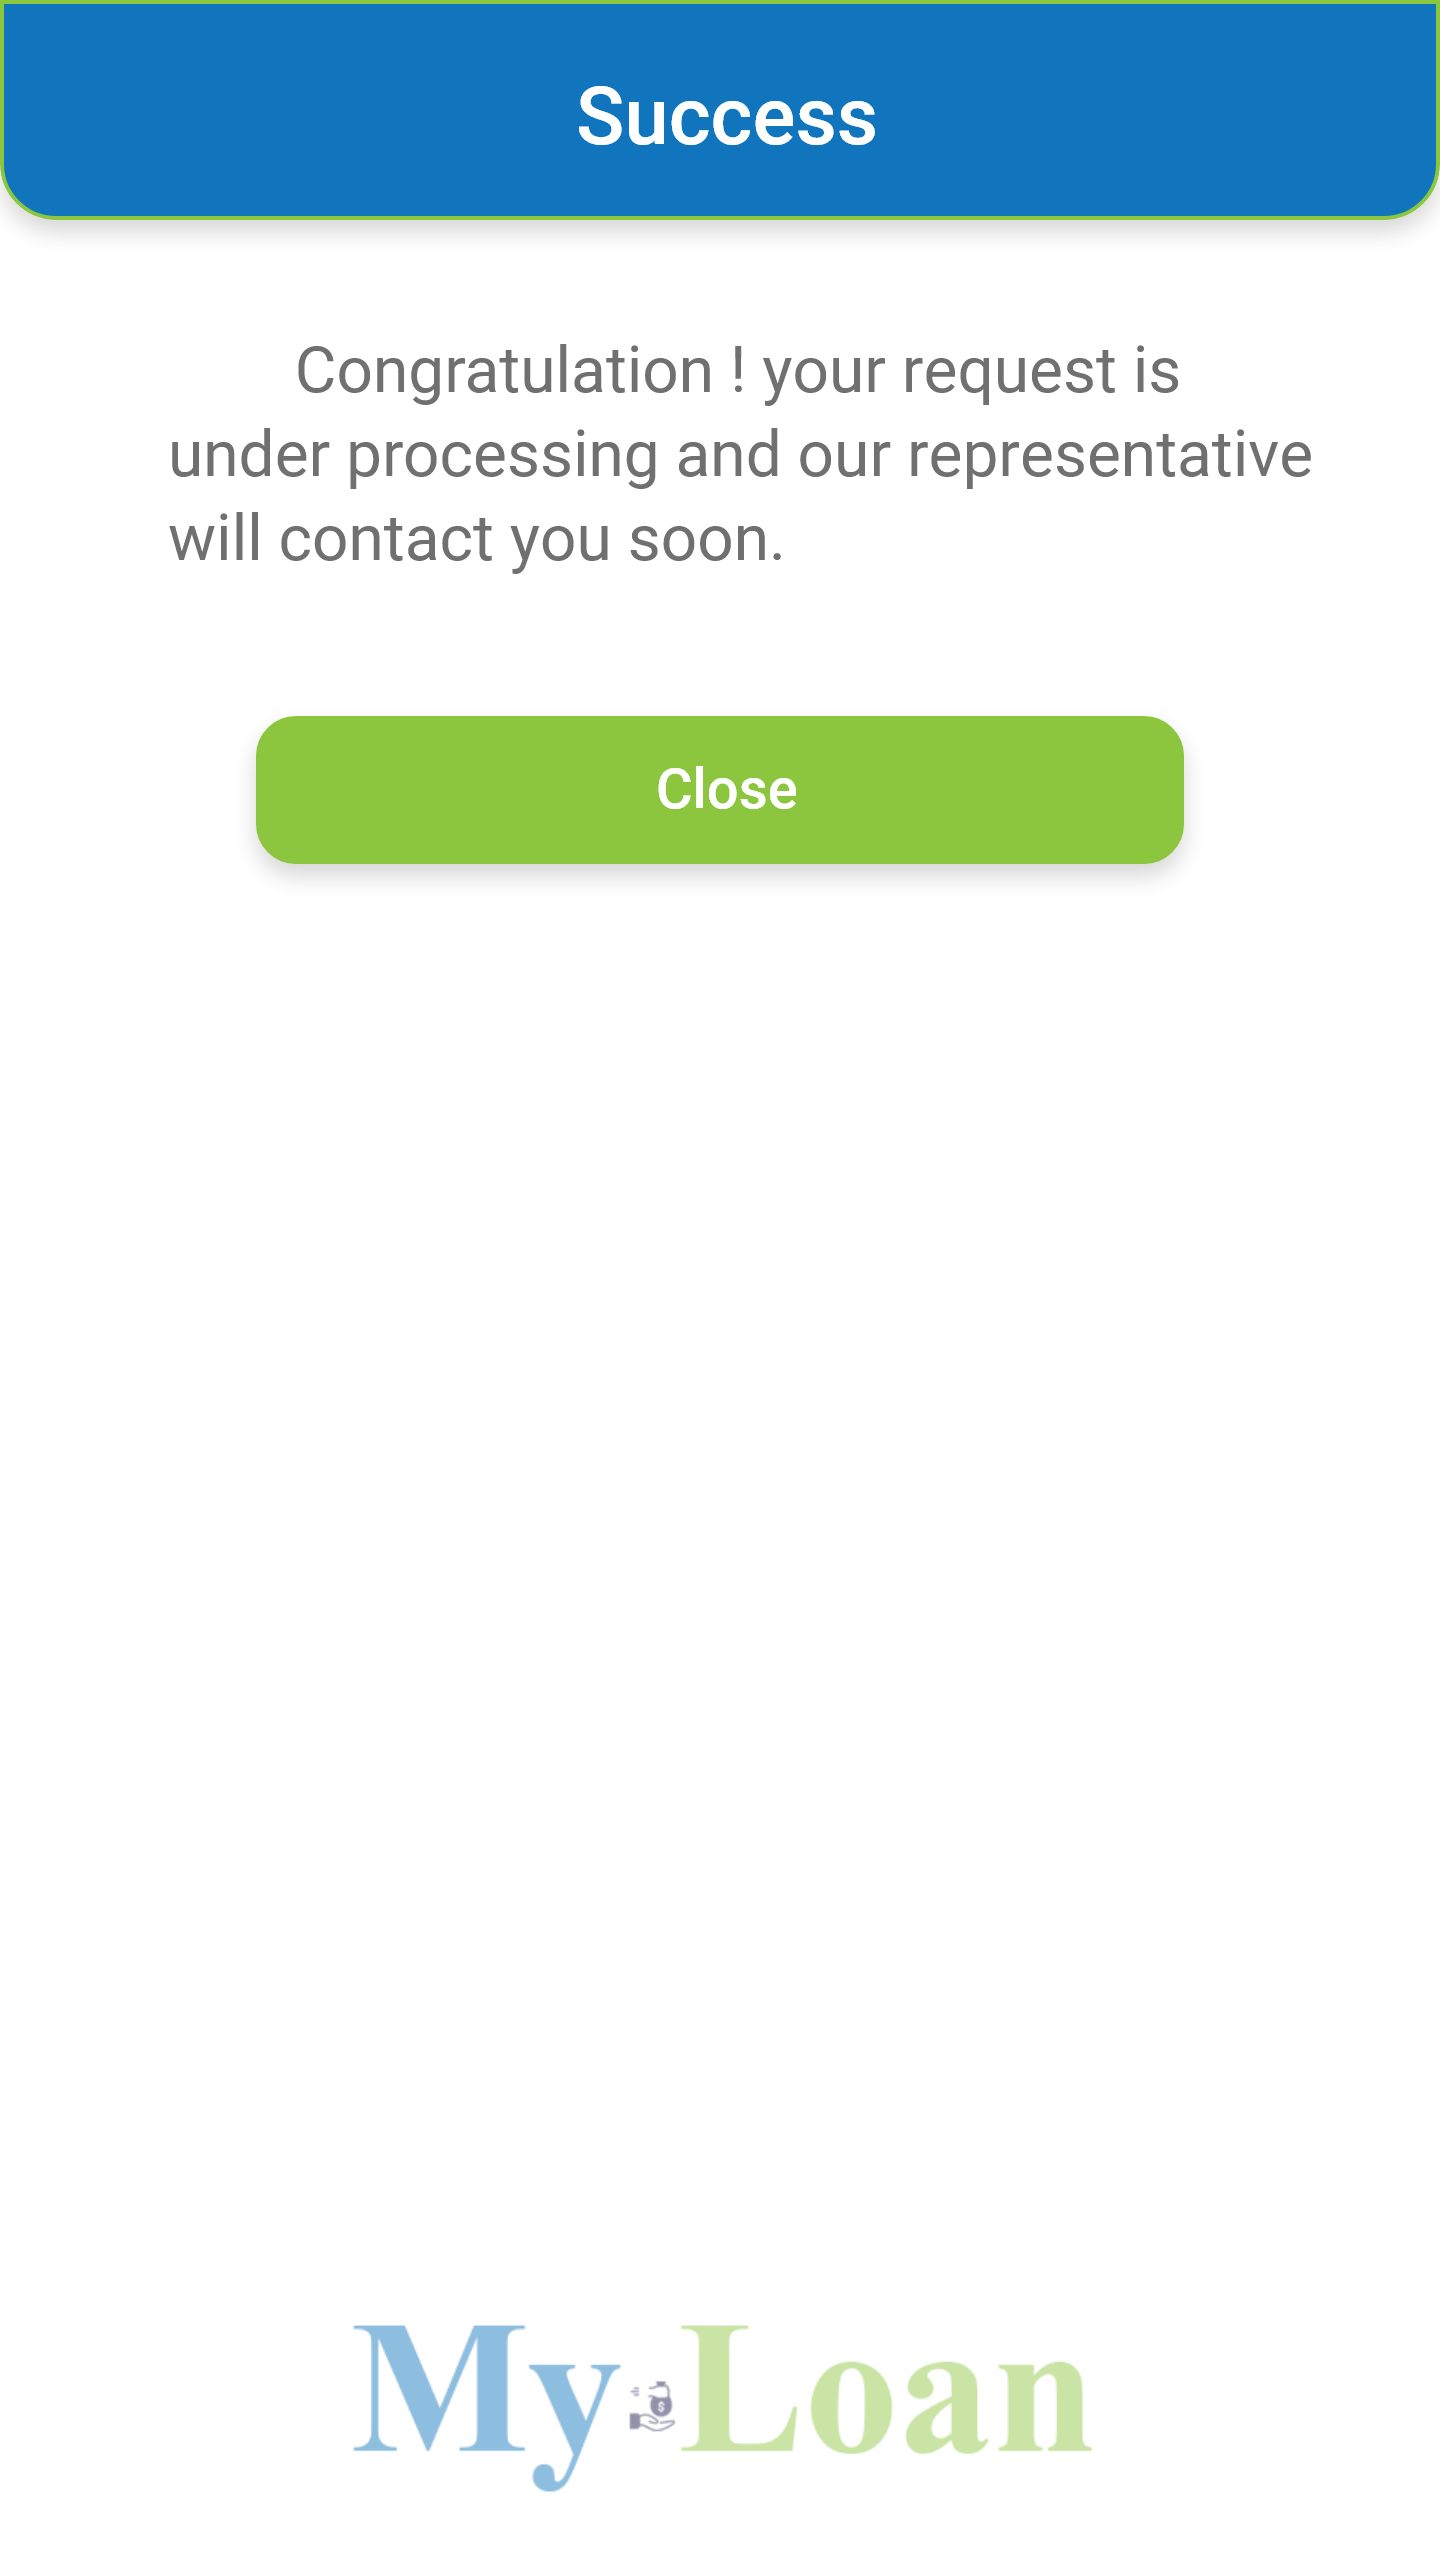 Success
Congratulation ! your request is
under processing and our representative
will contact you soon.
Close
My Loan